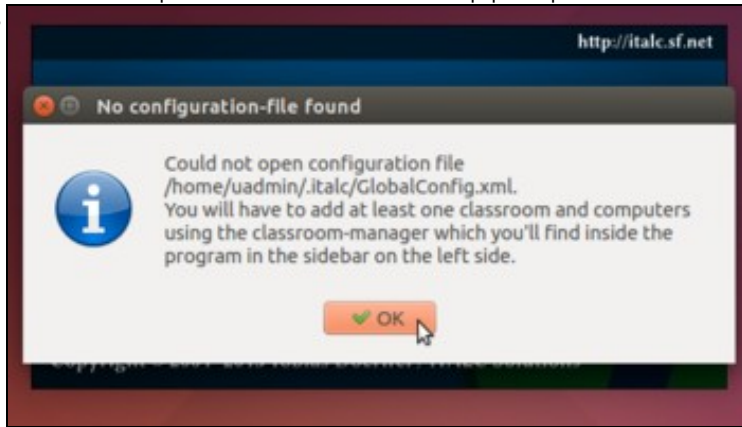 http://italc.sf.net
No configuration-file found
Could not open configuration file
/home/uadmin/.italc/GlobalConfig.xml.
You will have to add at least one classroom and computers
using the classroom-manager which you'll find inside the
program in the sidebar on the left side.
OK